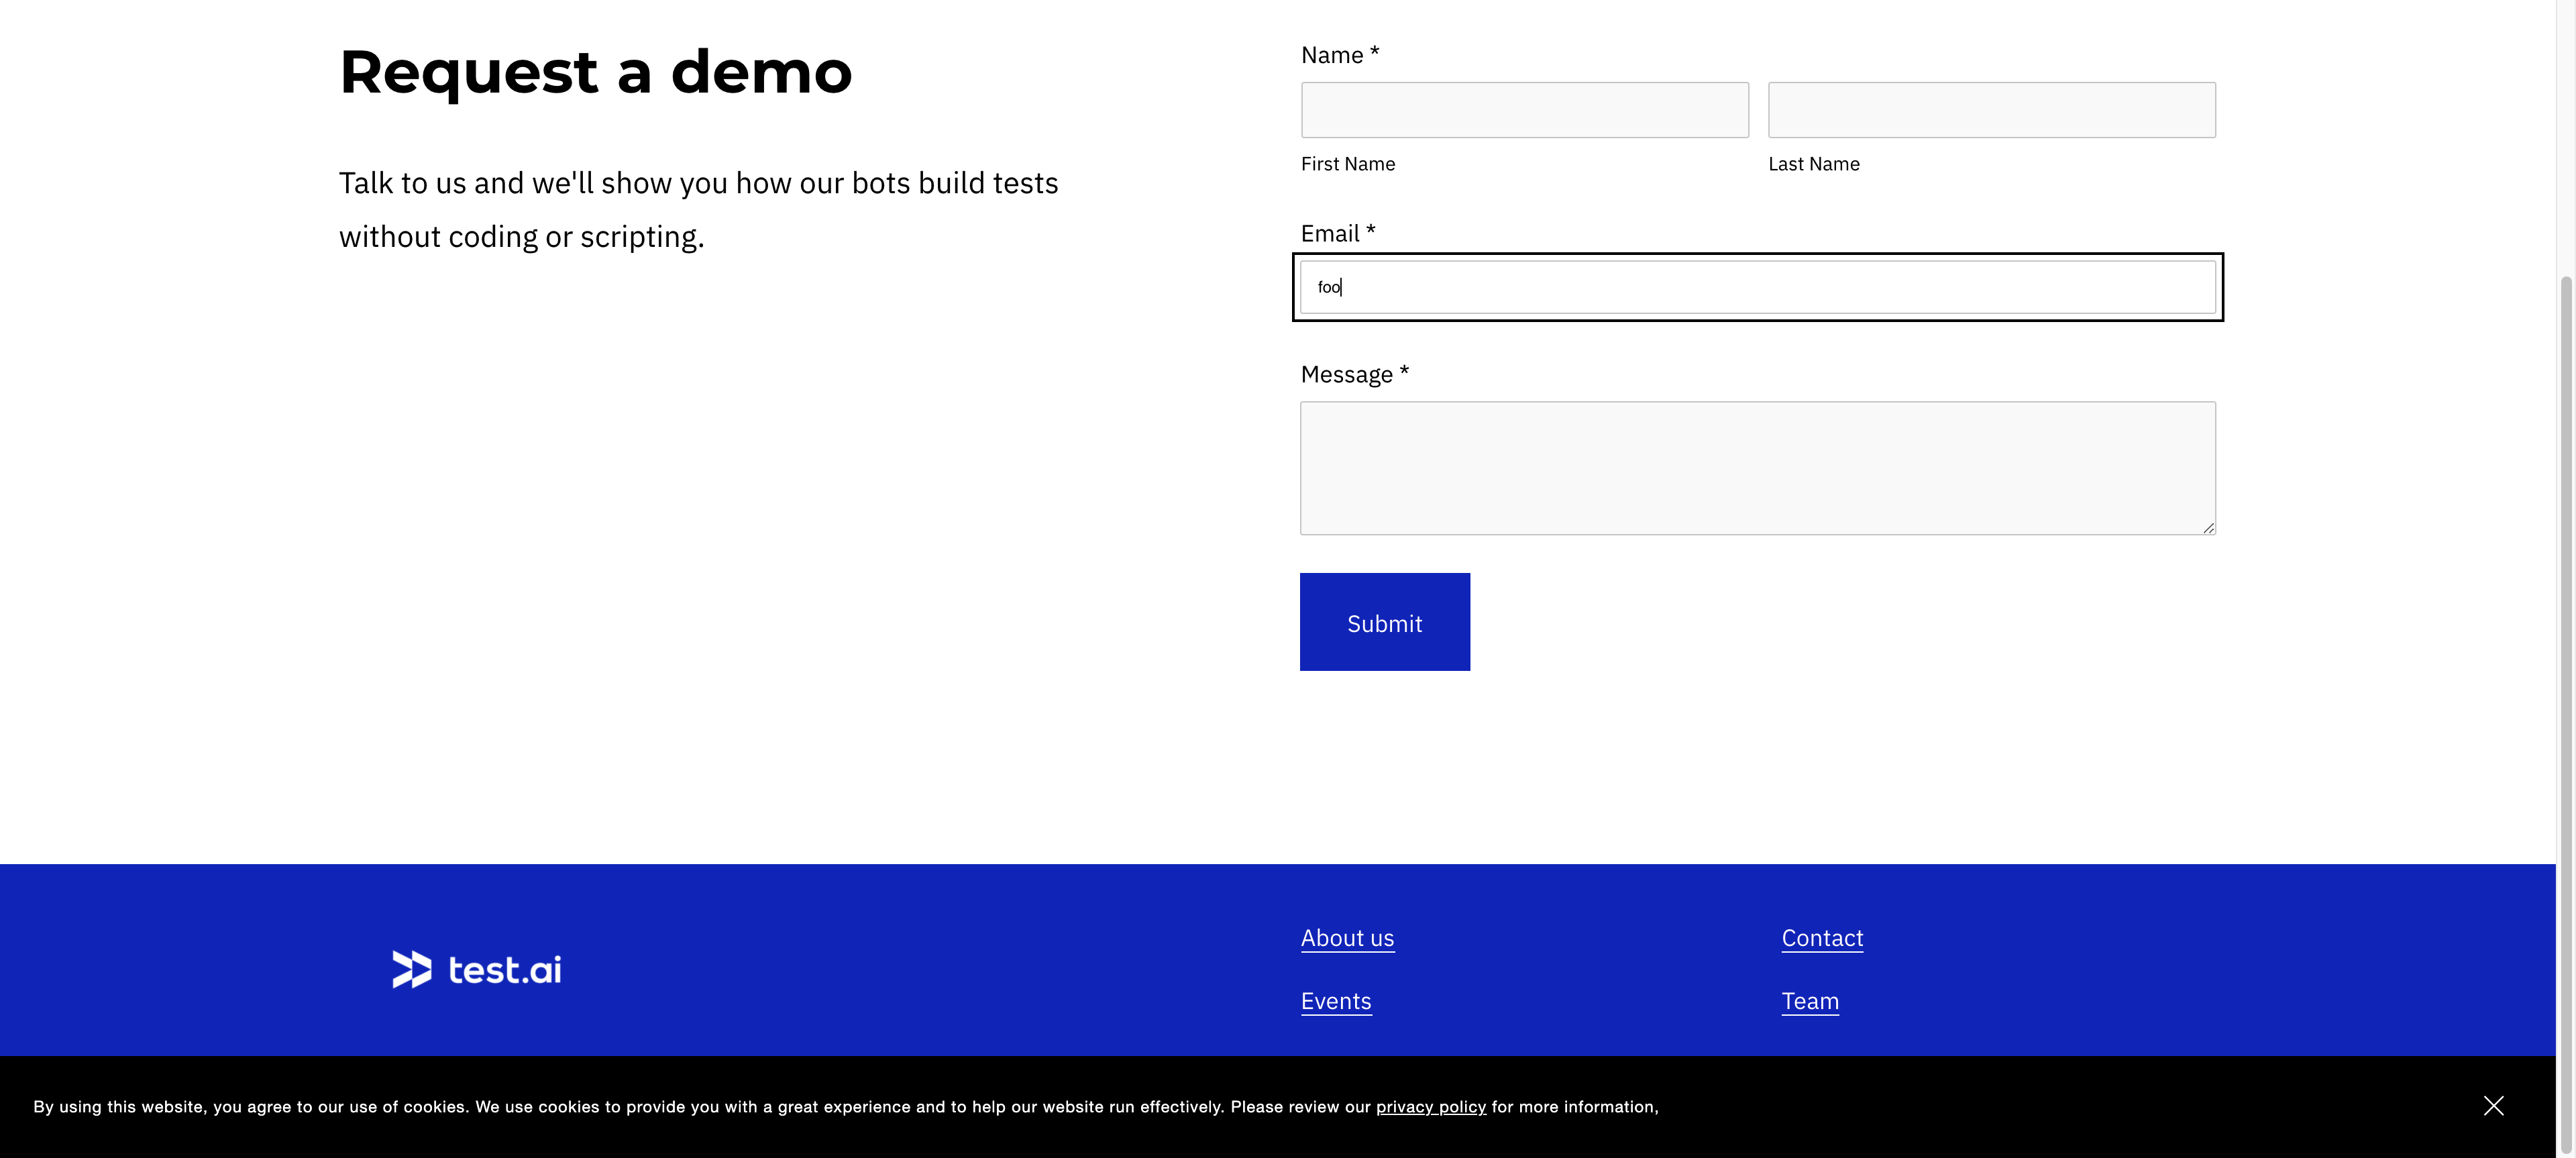 Request a demo
Talk to us and we'll show you how our bots build tests
without coding or scripting.
Name *
First Name
Last Name
Email *
foo
Message *
Submit
test.ai
About us
Contact
Events
Team
By using this website, you agree to our use of cookies. We use cookies to provide you with a great experience and to help our website run effectively. Please review our privacy policy for more information,